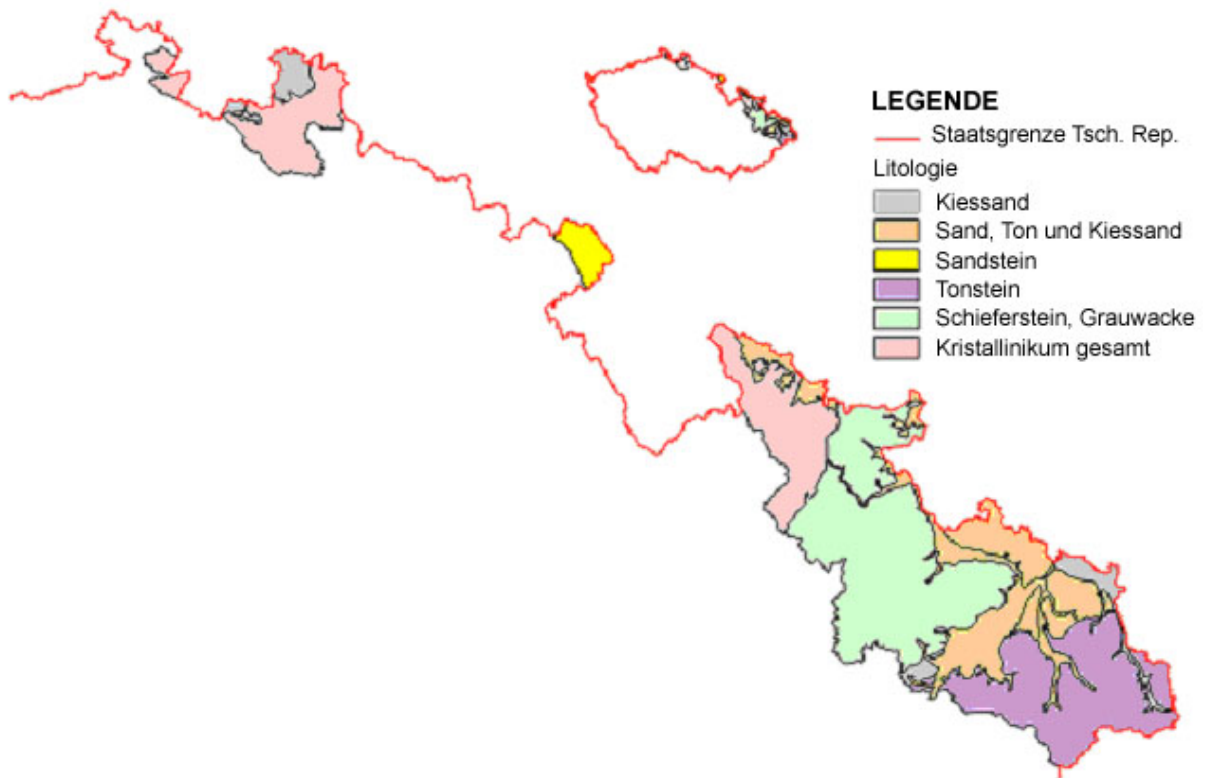 LEGENDE
Staatsgrenze Tsch. Rep.
Litologie
Kiessand
Sand, Ton und Kiessand
Sandstein
Tonstein
Schieferstein, Grauwacke
Kristallinikum gesamt